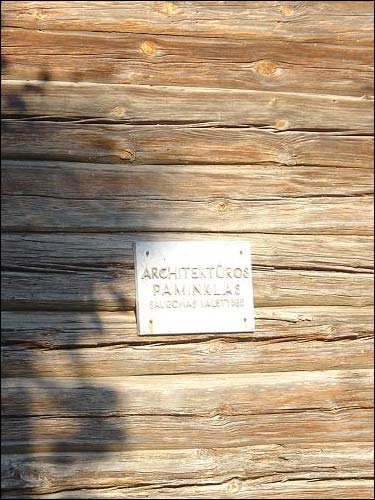 ARCHITEKTŪROS
PAMINKLAS
SAUGOMAS VALSTYBĖS